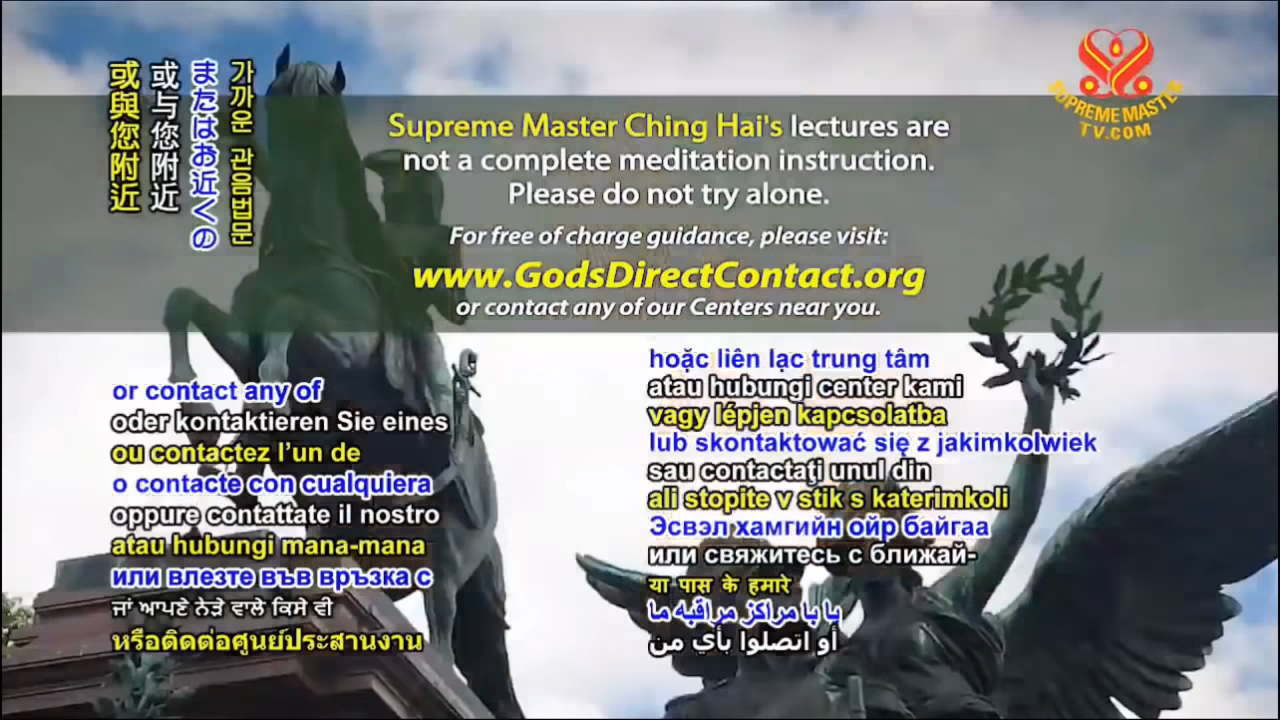 가까운 관음법문
またはお近くの
或与您附近
或與您附近
SUPREME MASTER
TV.COM
Supreme Master Ching Hai's lectures are
not a complete meditation instruction.
Please do not try alone.
For free of charge guidance, please visit:
www.GodsDirectContact.org
or contact any of our Centers near you.
or contact any of
oder kontaktieren Sie eines
ou contactez l'un de
o contacte con cualquiera
oppure contattate il nostro
atau hubungi mana-mana
или влезте във връзка с
ਜਾਂ ਆਪਣੇ ਨੇੜੇ ਵਾਲੇ ਕਿਸੇ ਵੀ
หรือติดต่อศูนย์ประสานงาน
hoặc liên lạc trung tâm
atau hubungi center kami
vagy lépjen kapcsolatba
lub skontaktować się z jakimkolwiek
sau contactaţi unul din
ali stopite v stik s katerimkoli
Эсвэл хамгийн ойр байгаа
или свяжитесь с ближай-
या पास के हमारे
یا با مراکز مراقبه ما
أو اتصلوا بأي من